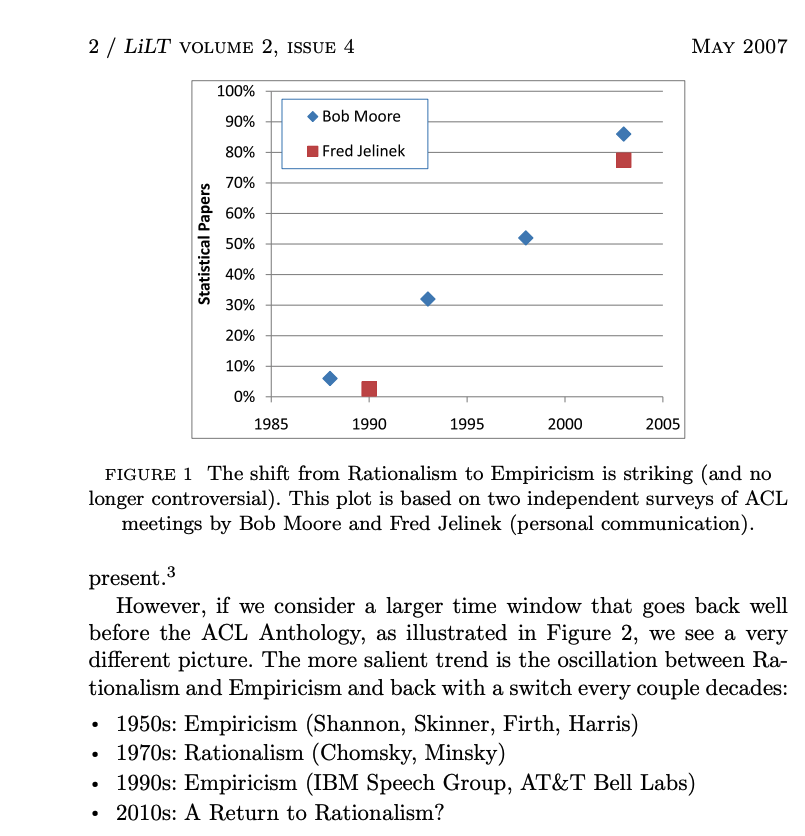 2 / LiLT VOLUME 2, ISSUE 4 MAY 2007
100%
90%
80%
70%
60%
50%
40%
30%
20%
10%
0%
Statistical Papers
Bob Moore
Fred Jelinek
1985 1990 1995 2000 2005
FIGURE 1 The shift from Rationalism to Empiricism is striking (and no
longer controversial). This plot is based on two independent surveys of ACL
meetings by Bob Moore and Fred Jelinek (personal communication).
present.³
However, if we consider a larger time window that goes back well
before the ACL Anthology, as illustrated in Figure 2, we see a very
different picture. The more salient trend is the oscillation between Ra-
tionalism and Empiricism and back with a switch every couple decades:
• 1950s: Empiricism (Shannon, Skinner, Firth, Harris)
• 1970s: Rationalism (Chomsky, Minsky)
• 1990s: Empiricism (IBM Speech Group, AT&T Bell Labs)
• 2010s: A Return to Rationalism?